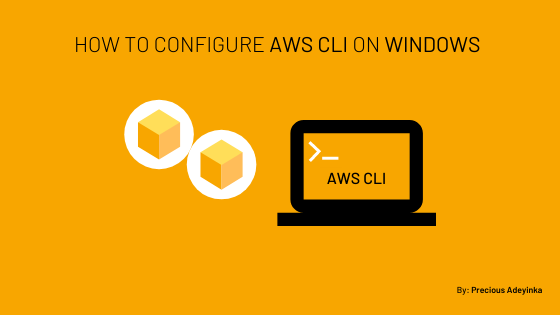 HOW TO CONFIGURE AWS CLI ON WINDOWS
AWS CLI
By: Precious Adeyinka